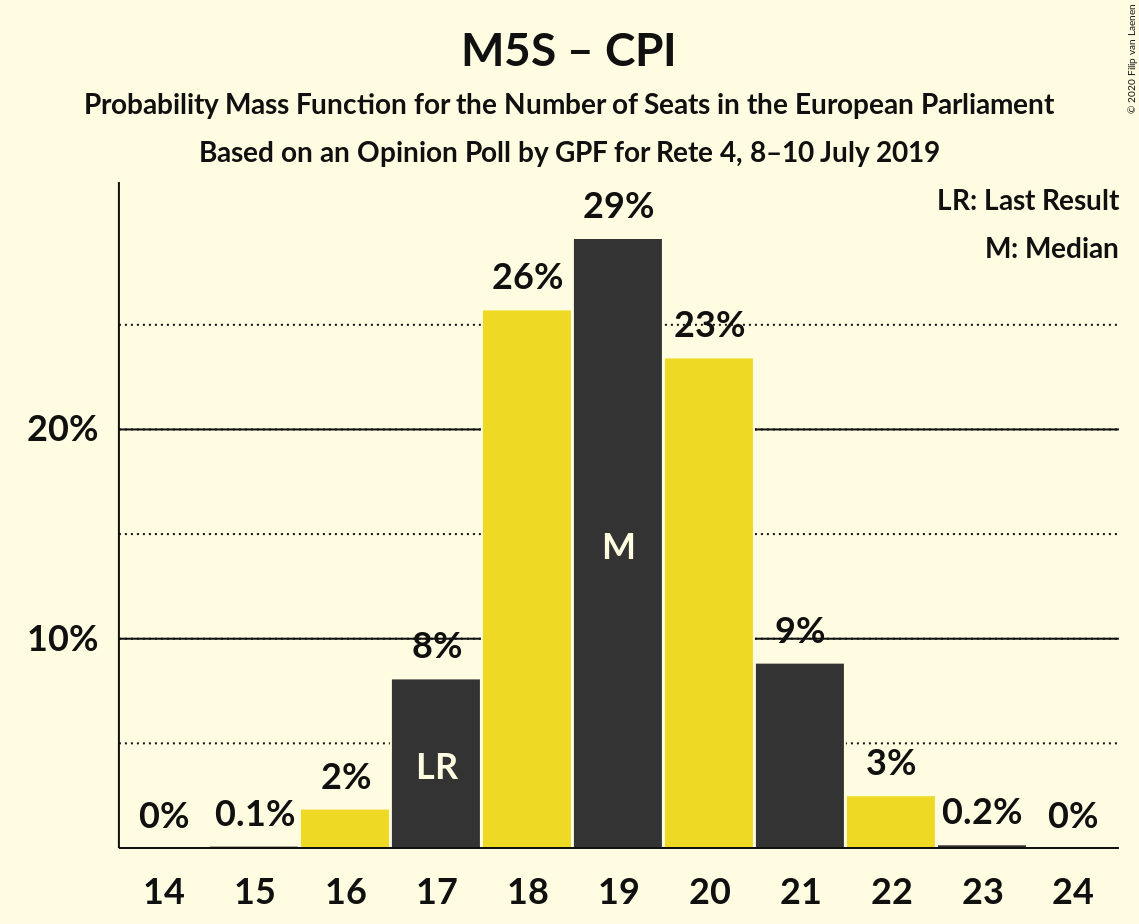 M5S – CPI
Probability Mass Function for the Number of Seats in the European Parliament
Based on an Opinion Poll by GPF for Rete 4, 8–10 July 2019
© 2020 Filip van Laenen
LR: Last Result
M: Median
29%
26%
23%
20%
M
10%
9%
8%
LR
3%
2%
0%
0.1%
0.2%
0%
14 15 16 17 18 19 20 21 22 23 24